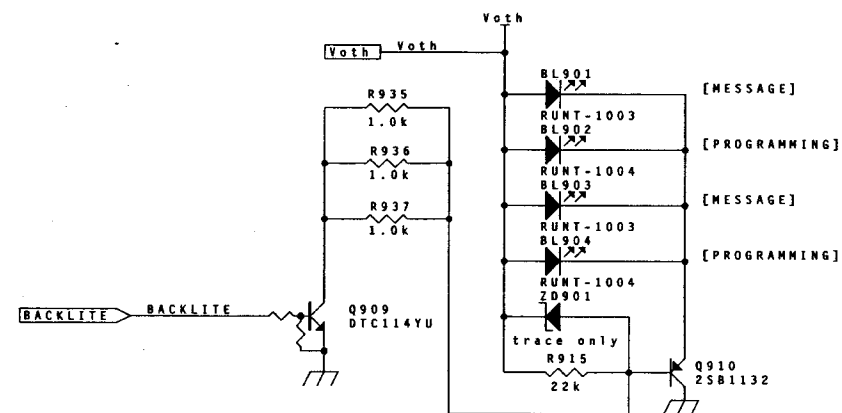 Voth
Voth Voth
BL901
[MESSAGE]
R935
1.0k
RUNT-1003
BL902
[PROGRAMMING]
R936
1.0k
RUNT-1004
BL903
[MESSAGE]
R937
1.0k
RUNT-1003
BL904
[PROGRAMMING]
RUNT-1004
ZD901
BACKLITE BACKLITE
Q909
DTC114YU
trace only
R915
22k
Q910
2SB1132